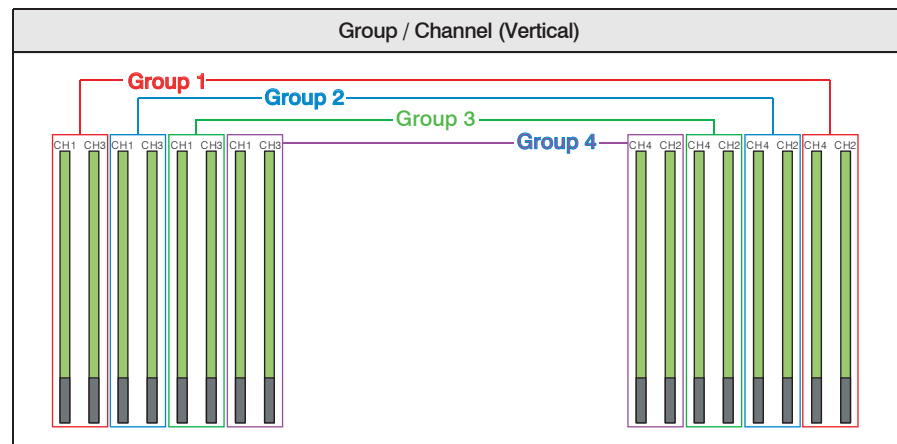 Group / Channel (Vertical)
Group 1
Group 2
Group 3
Group 4
CH1 CH3 CH1 CH3 CH1 CH3 CH1 CH3 CH4 CH2 CH4 CH2 CH4 CH2 CH4 CH2